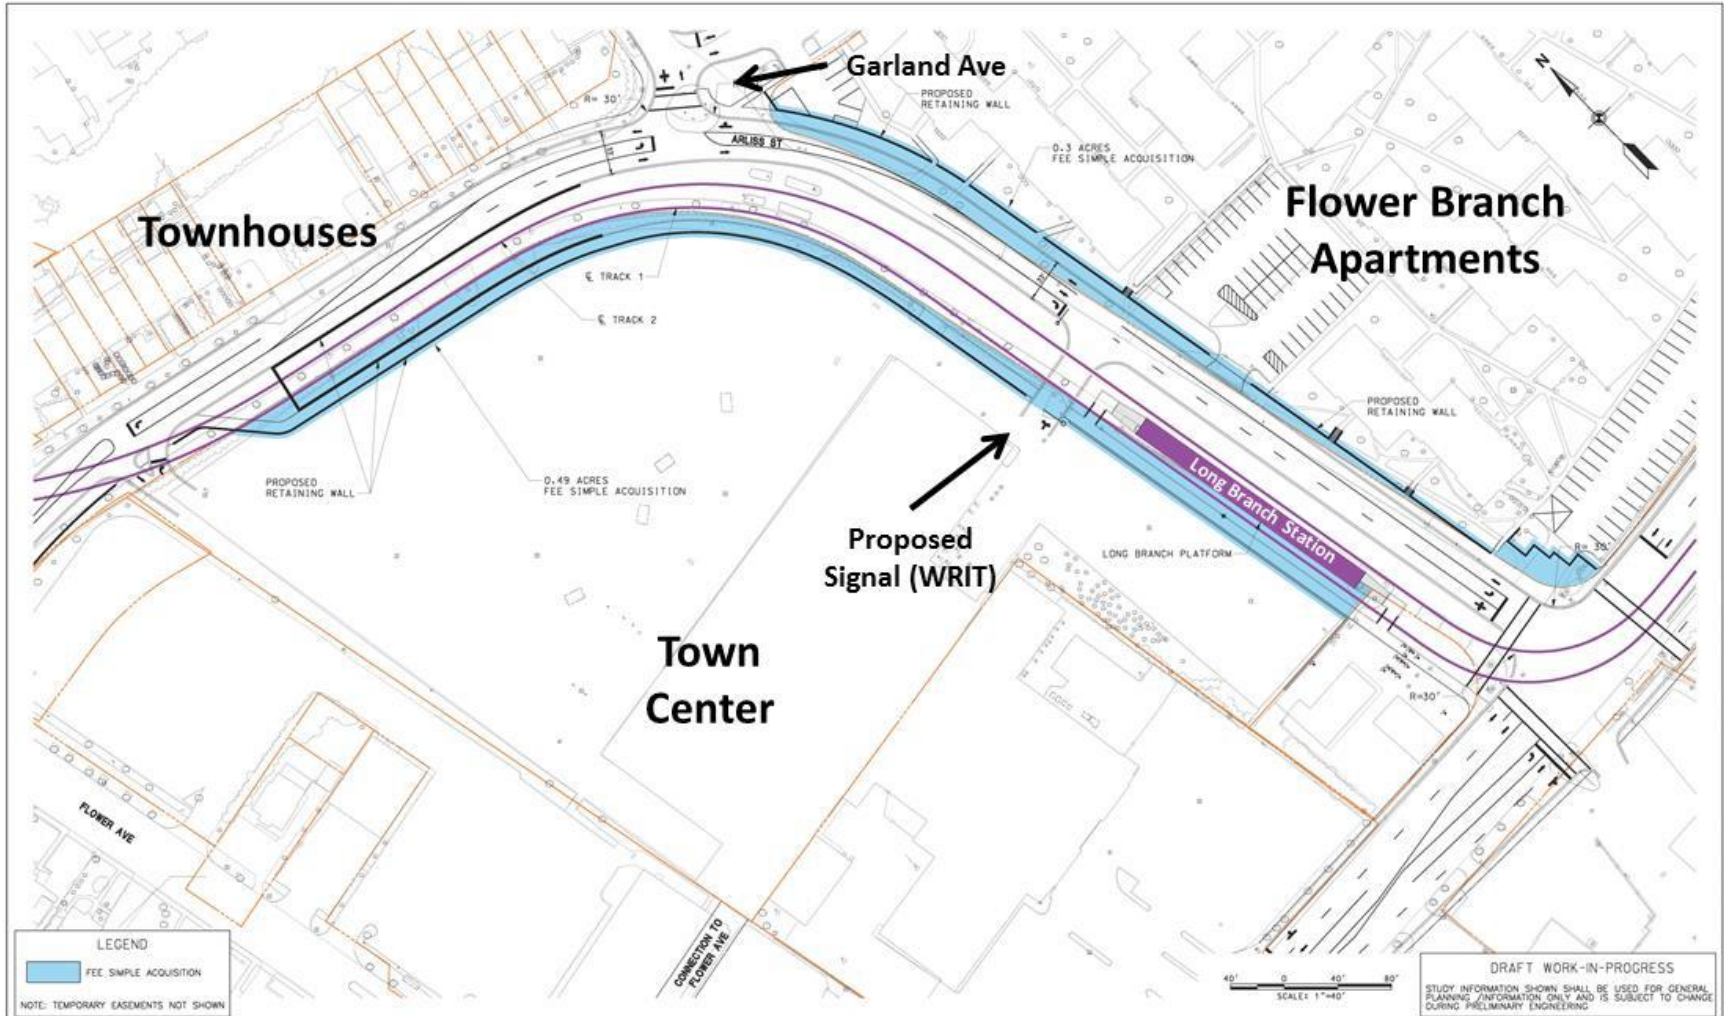 Garland Ave
PROPOSED
RETAINING WALL
R= 30'
ARLISS ST
0.3 ACRES
FEE SIMPLE ACQUISITION
N
Townhouses
Flower Branch
Apartments
℄ TRACK 1
℄ TRACK 2
PROPOSED
RETAINING WALL
PROPOSED
RETAINING WALL
0.49 ACRES
FEE SIMPLE ACQUISITION
Long Branch Station
Proposed
Signal (WRIT)
LONG BRANCH PLATFORM
R= 30'
Town
Center
R=30'
FLOWER AVE
CONNECTION TO
FLOWER AVE
LEGEND
FEE SIMPLE ACQUISITION
NOTE: TEMPORARY EASEMENTS NOT SHOWN
40' 0 40' 80'
SCALE: 1"=40'
DRAFT WORK-IN-PROGRESS
STUDY INFORMATION SHOWN SHALL BE USED FOR GENERAL
PLANNING /INFORMATION ONLY AND IS SUBJECT TO CHANGE
DURING PRELIMINARY ENGINEERING